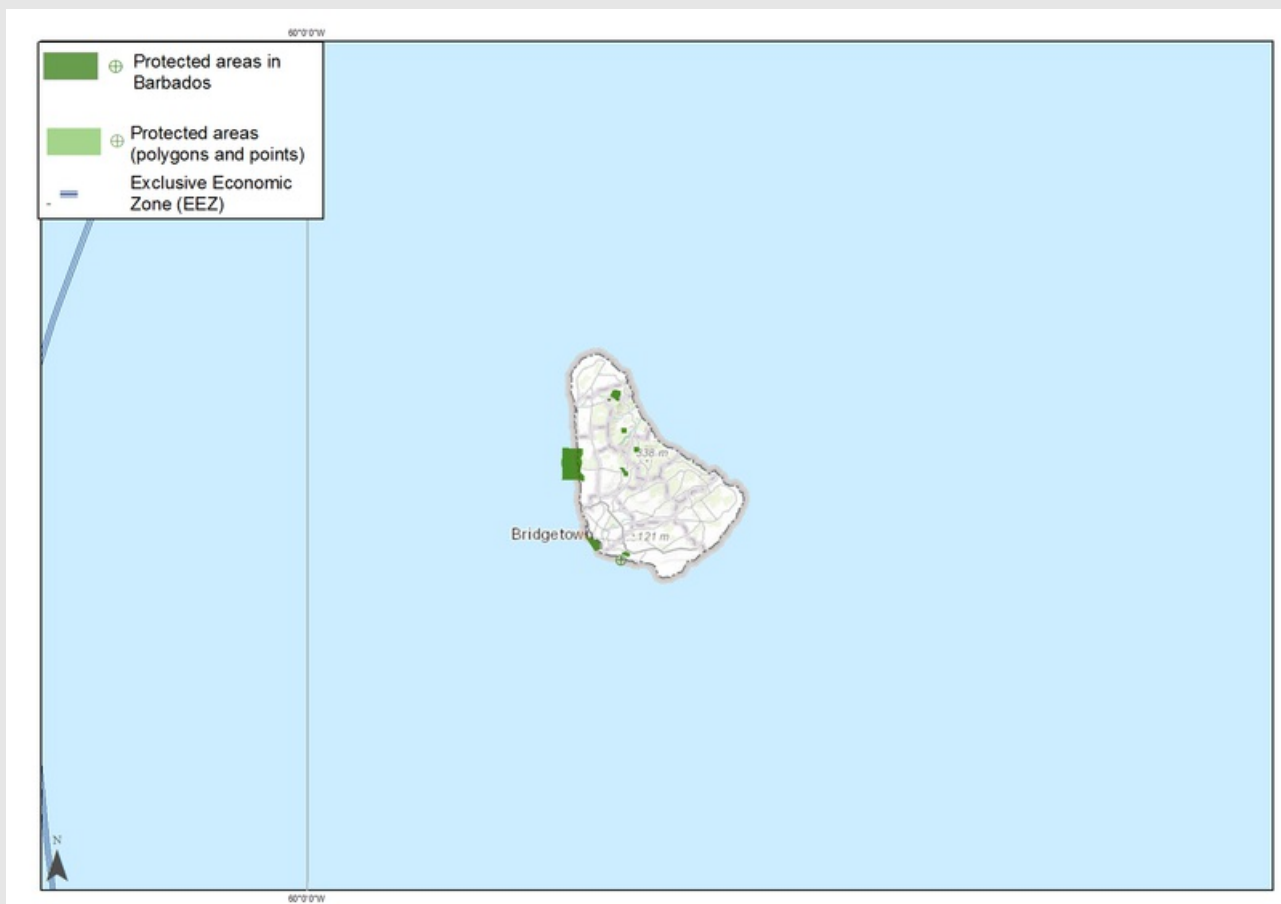 60°0'0"W
Protected areas in
Barbados
Protected areas
(polygons and points)
Exclusive Economic
Zone (EEZ)
338 m
Bridgetown
121 m
N
60°0'0"W